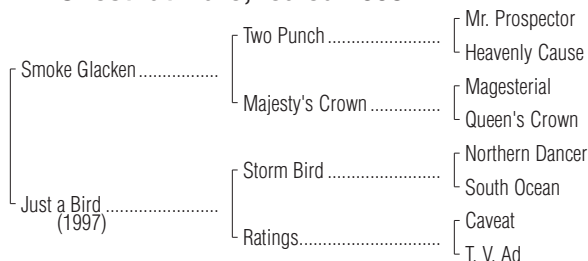 Smoke Glacken
Two Punch
Mr. Prospector
Heavenly Cause
Majesty's Crown
Magesterial
Queen's Crown
Just a Bird
(1997)
Storm Bird
Northern Dancer
South Ocean
Ratings
Caveat
T. V. Ad